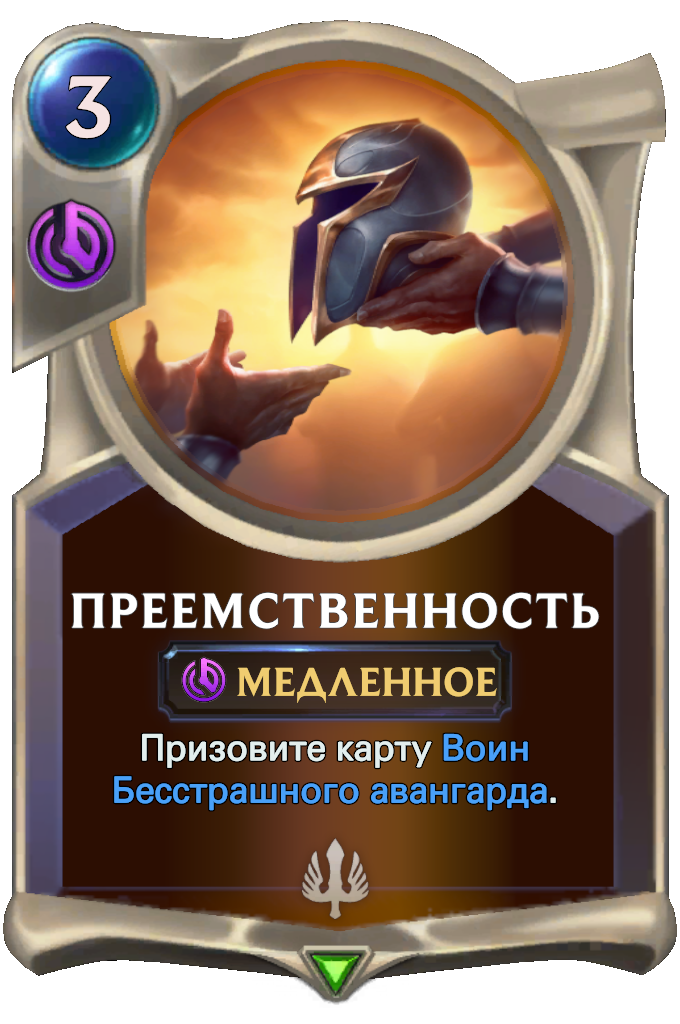 3
ПРЕЕМСТВЕННОСТЬ
МЕДЛЕННОЕ
Призовите карту Воин
Бесстрашного авангарда.